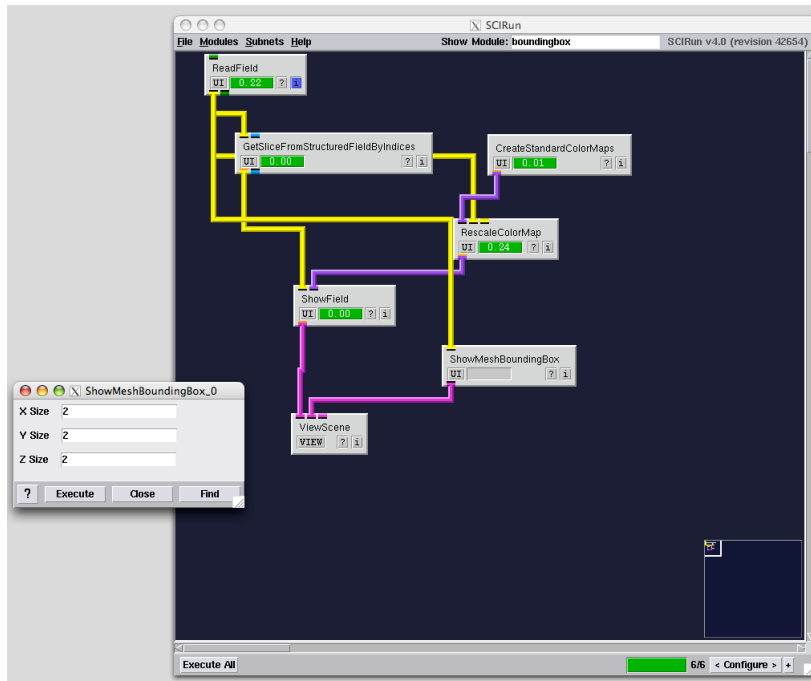 X SCIRun
File Modules Subnets Help Show Module: boundingbox SCIRun v4.0 (revision 42654)
ReadField
UI 0.22 ? i
GetSliceFromStructuredFieldByIndices
UI 0.00 ? i
CreateStandardColorMaps
UI 0.01 ? i
RescaleColorMap
UI 0.24 ? i
ShowField
UI 0.00 ? i
ShowMeshBoundingBox
UI ? i
ViewScene
VIEW ? i
X ShowMeshBoundingBox_0
X Size 2
Y Size 2
Z Size 2
? Execute Close Find
Execute All 6/6 < Configure > +